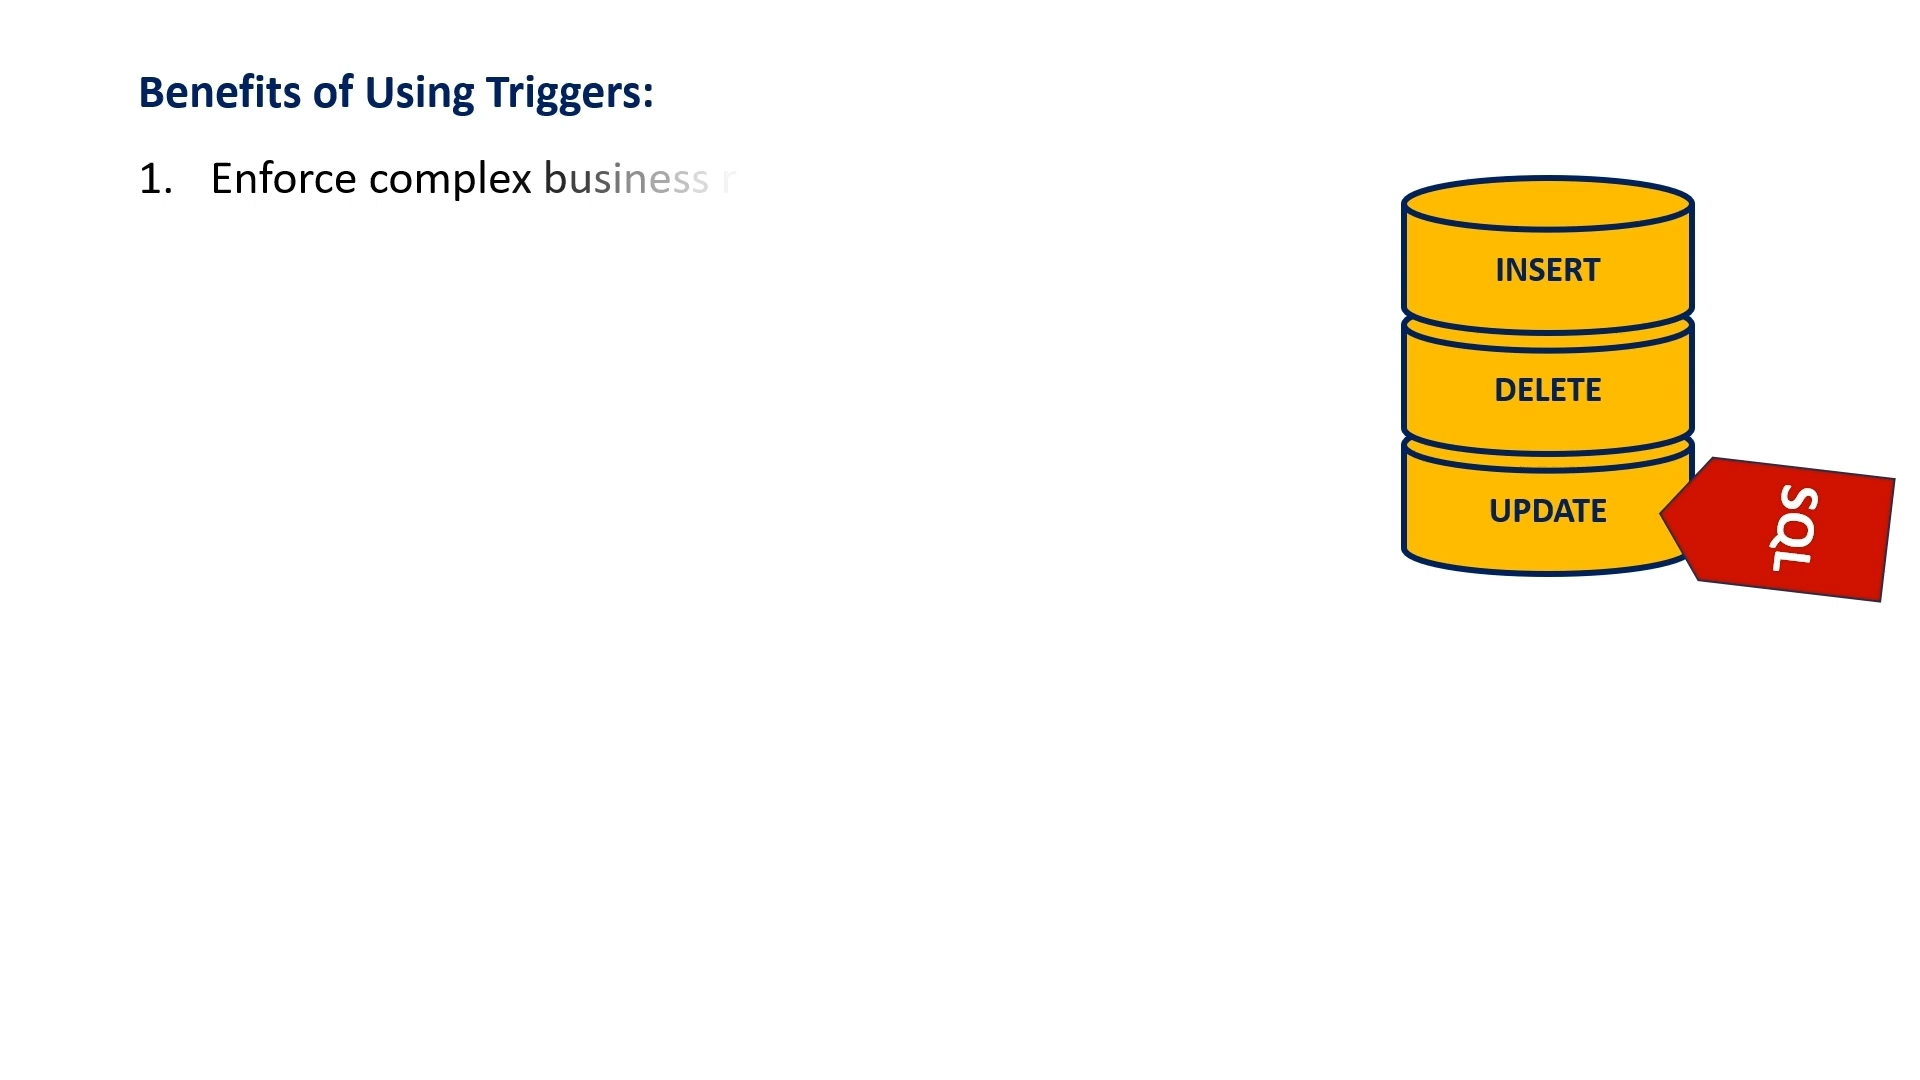 Benefits of Using Triggers:
1. Enforce complex business r
INSERT
DELETE
UPDATE
SQL